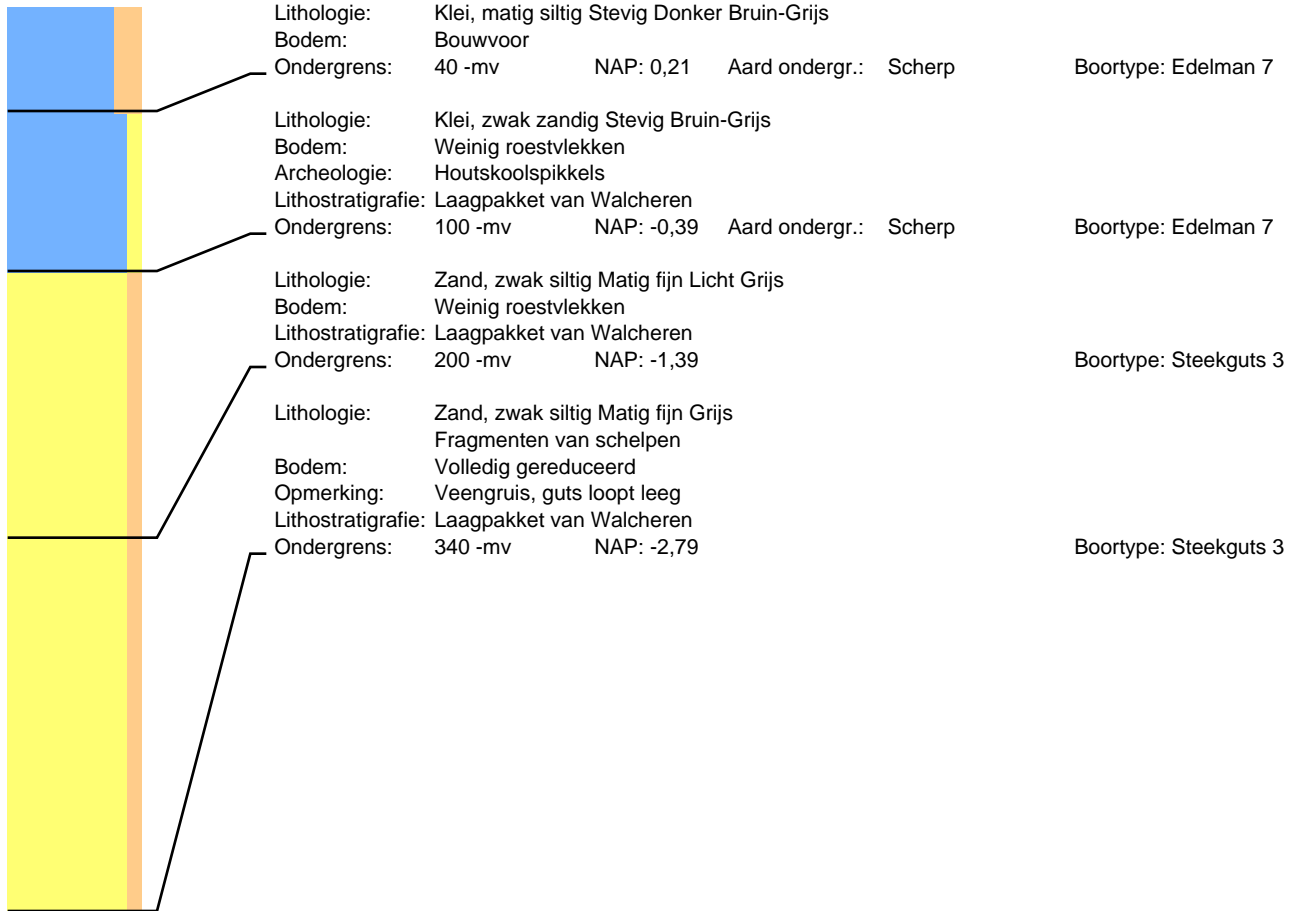 Lithologie: Klei, matig siltig Stevig Donker Bruin-Grijs
Bodem: Bouwvoor
Ondergrens: 40 -mv NAP: 0,21 Aard ondergr.: Scherp Boortype: Edelman 7
Lithologie: Klei, zwak zandig Stevig Bruin-Grijs
Bodem: Weinig roestvlekken
Archeologie: Houtskoolspikkels
Lithostratigrafie: Laagpakket van Walcheren
Ondergrens: 100 -mv NAP: -0,39 Aard ondergr.: Scherp Boortype: Edelman 7
Lithologie: Zand, zwak siltig Matig fijn Licht Grijs
Bodem: Weinig roestvlekken
Lithostratigrafie: Laagpakket van Walcheren
Ondergrens: 200 -mv NAP: -1,39 Boortype: Steekguts 3
Lithologie: Zand, zwak siltig Matig fijn Grijs
Fragmenten van schelpen
Bodem: Volledig gereduceerd
Opmerking: Veengruis, guts loopt leeg
Lithostratigrafie: Laagpakket van Walcheren
Ondergrens: 340 -mv NAP: -2,79 Boortype: Steekguts 3